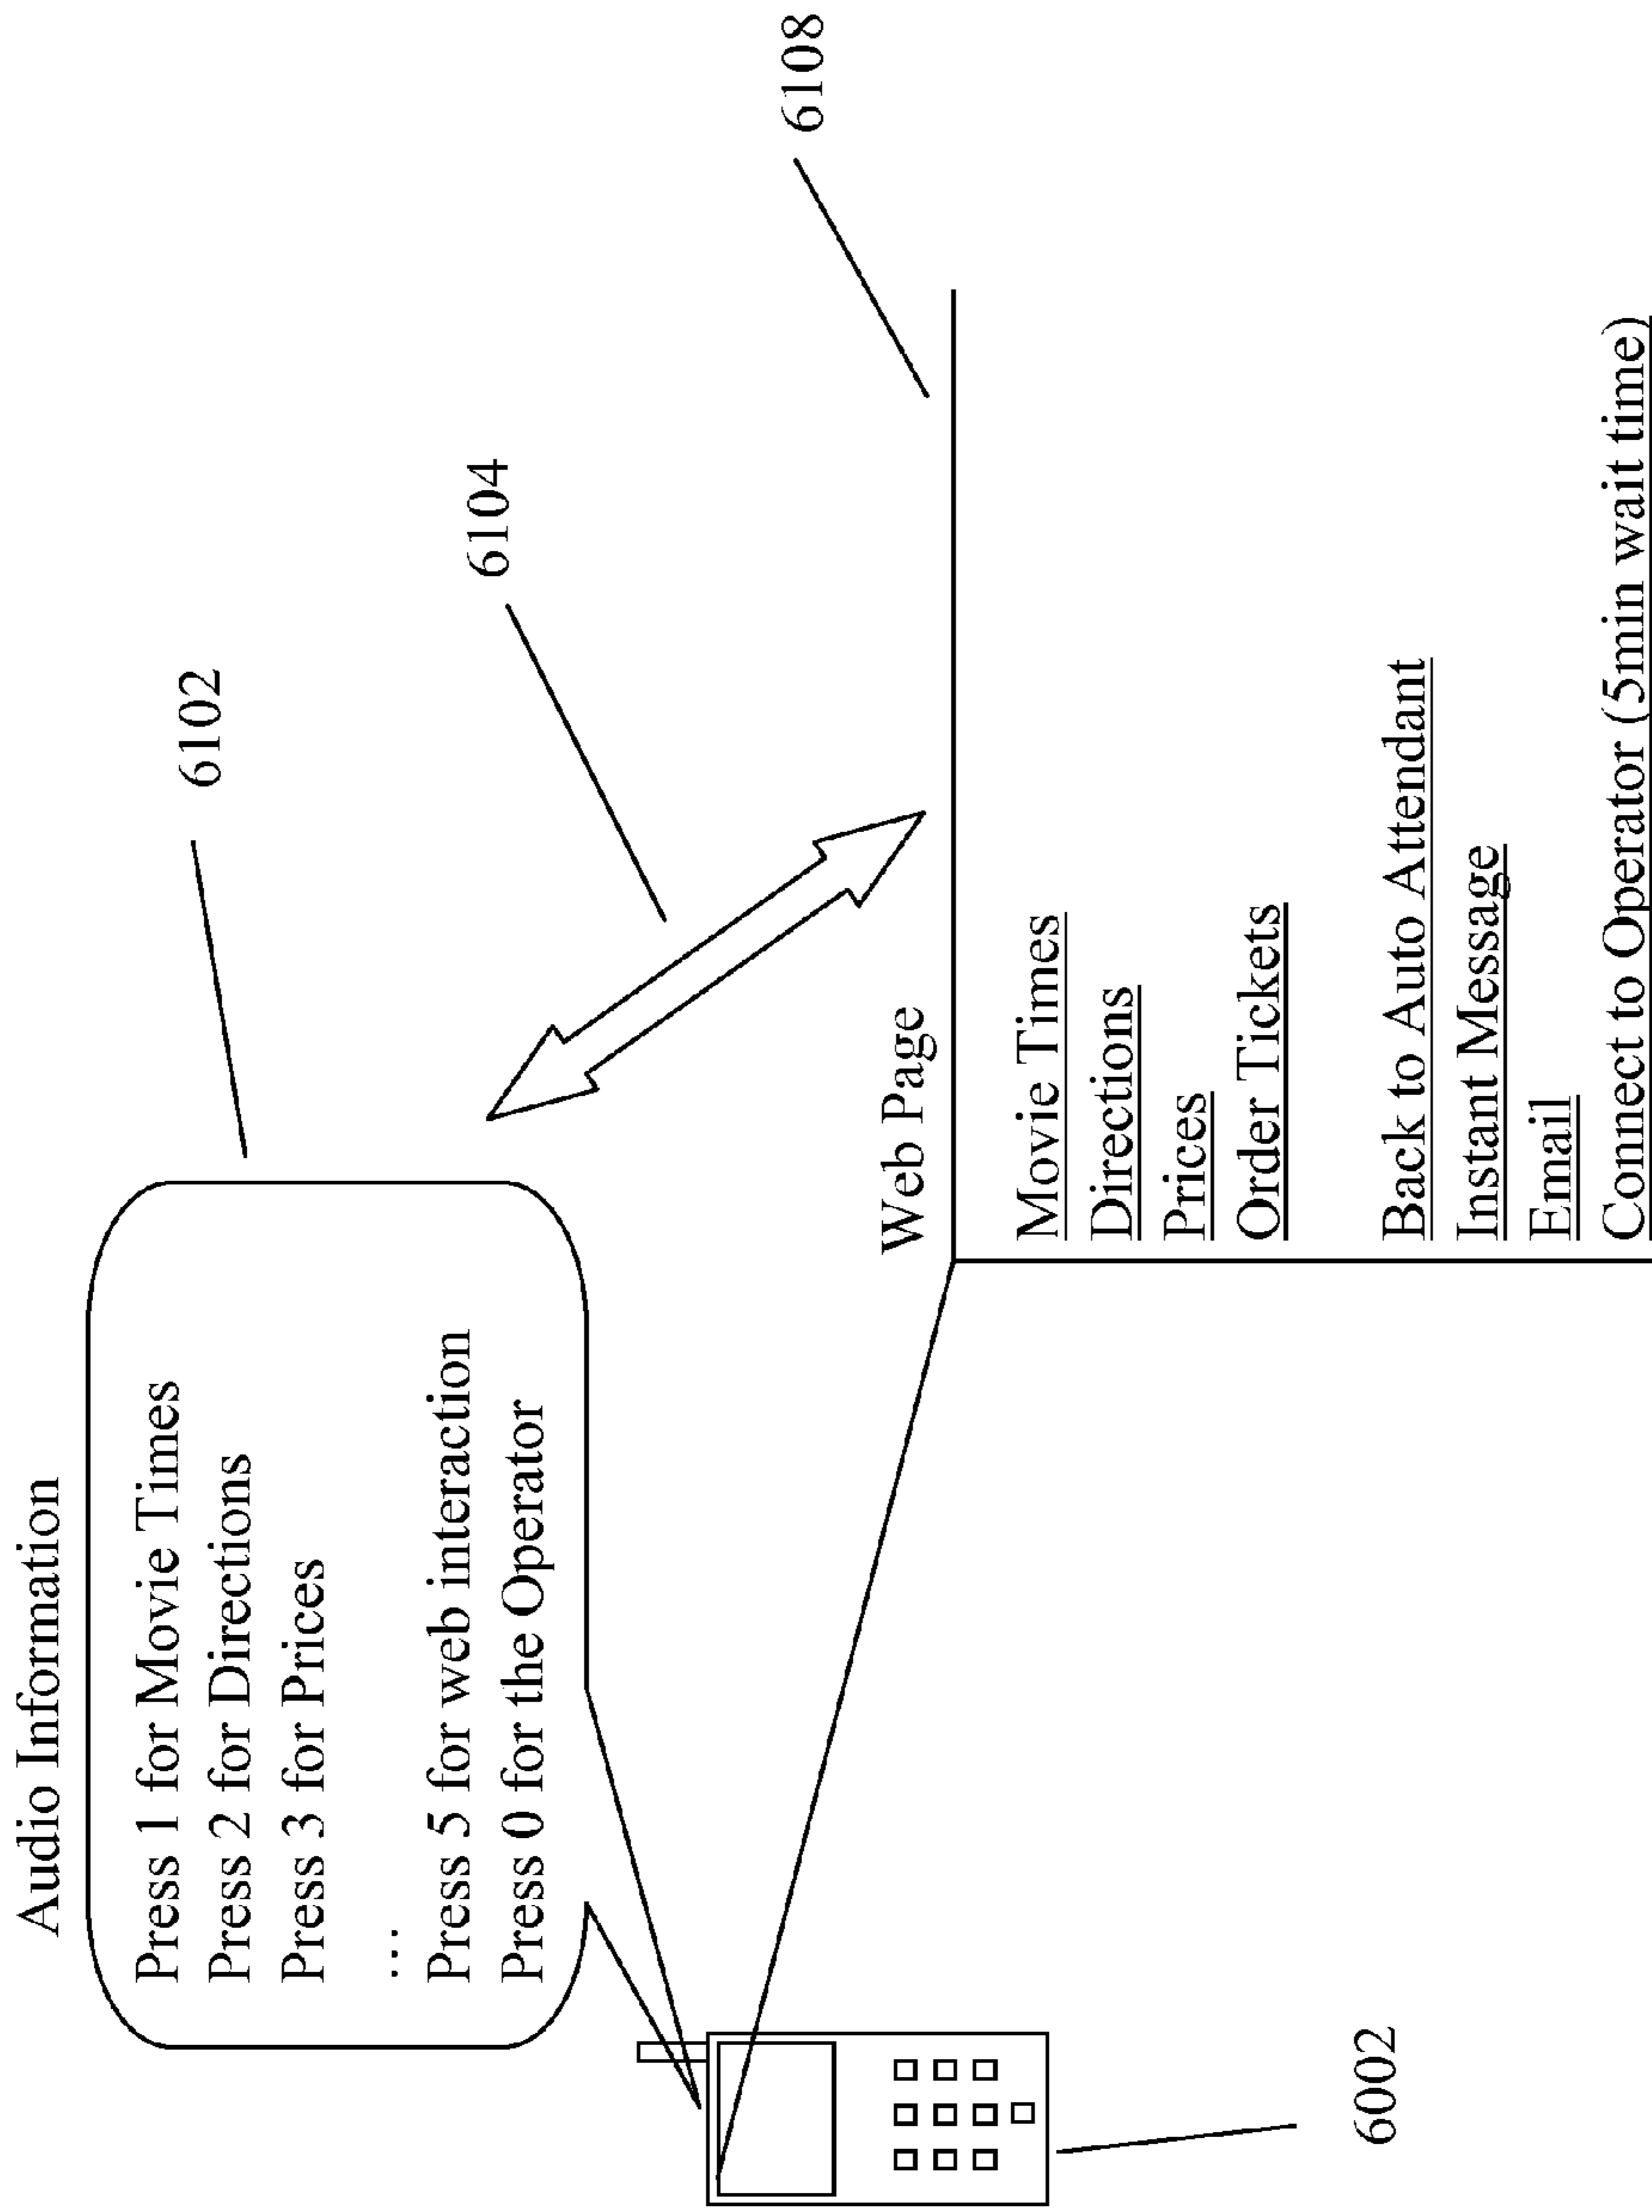 Audio Information
Press 1 for Movie Times
Press 2 for Directions
Press 3 for Prices
...
Press 5 for web interaction
Press 0 for the Operator
6102
6104
6108
Web Page
Movie Times
Directions
Prices
Order Tickets
Back to Auto Attendant
Instant Message
Email
Connect to Operator (5min wait time)
6002